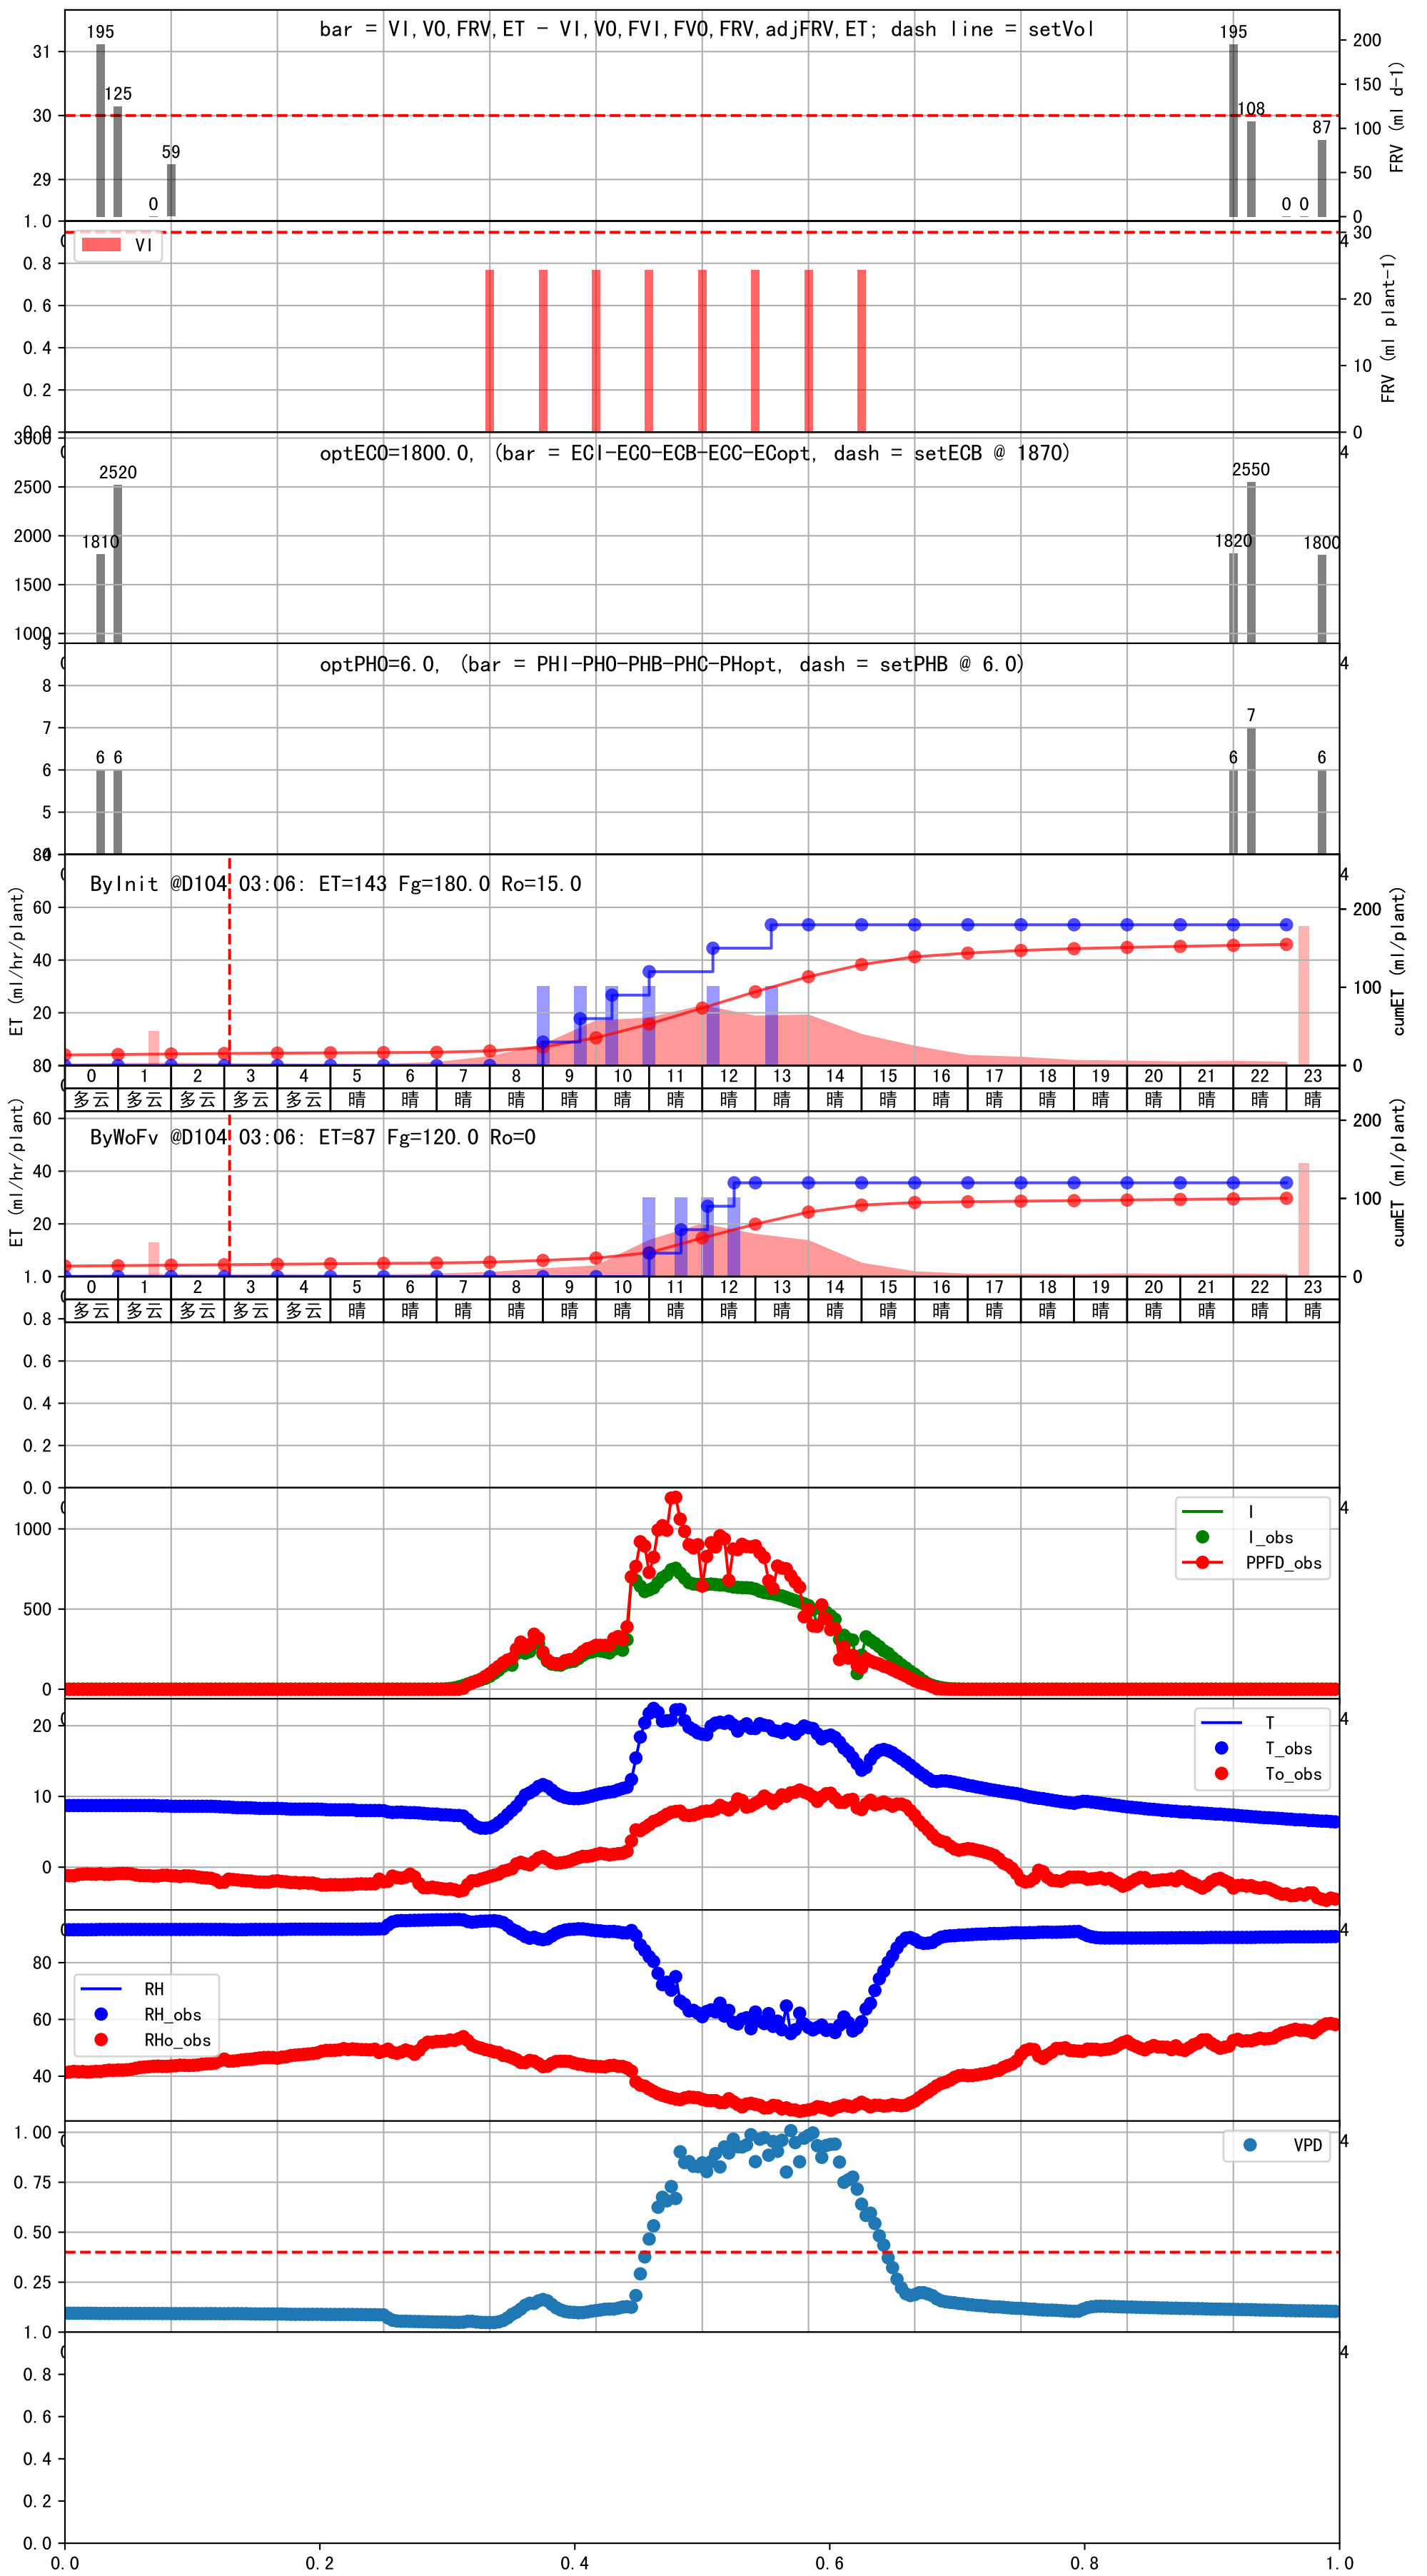 bar = VI,VO,FRV,ET - VI,VO,FVI,FVO,FRV,adjFRV,ET; dash line = setVol
195 125 0 59 195 108 0 0 87
31 30 29
200 150 100 50 0
FRV (ml d-1)
VI
1.0 0.8 0.6 0.4 0.2 0.0
30 20 10 0
FRV (ml plant-1)
optECO=1800.0, (bar = ECI-ECO-ECB-ECC-ECopt, dash = setECB @ 1870)
3000 2500 2000 1500 1000
1810 2520 1820 2550 1800
optPHO=6.0, (bar = PHI-PHO-PHB-PHC-PHopt, dash = setPHB @ 6.0)
9 8 7 6 5 4
6 6 6 7 6
ByInit @D104 03:06: ET=143 Fg=180.0 Ro=15.0
80 60 40 20 0
ET (ml/hr/plant)
200 100 0
cumET (ml/plant)
0 1 2 3 4 5 6 7 8 9 10 11 12 13 14 15 16 17 18 19 20 21 22 23
多云 多云 多云 多云 多云 晴 晴 晴 晴 晴 晴 晴 晴 晴 晴 晴 晴 晴 晴 晴 晴 晴 晴 晴
ByWoFv @D104 03:06: ET=87 Fg=120.0 Ro=0
80 60 40 20
ET (ml/hr/plant)
200 100 0
cumET (ml/plant)
0 1 2 3 4 5 6 7 8 9 10 11 12 13 14 15 16 17 18 19 20 21 22 23
多云 多云 多云 多云 多云 晴 晴 晴 晴 晴 晴 晴 晴 晴 晴 晴 晴 晴 晴 晴 晴 晴 晴 晴
1.0 0.8 0.6 0.4 0.2 0.0
1000 500 0
I
I_obs
PPFD_obs
20 10 0
T
T_obs
To_obs
80 60 40
RH
RH_obs
RHo_obs
1.00 0.75 0.50 0.25
VPD
1.0 0.8 0.6 0.4 0.2 0.0
0.0 0.2 0.4 0.6 0.8 1.0